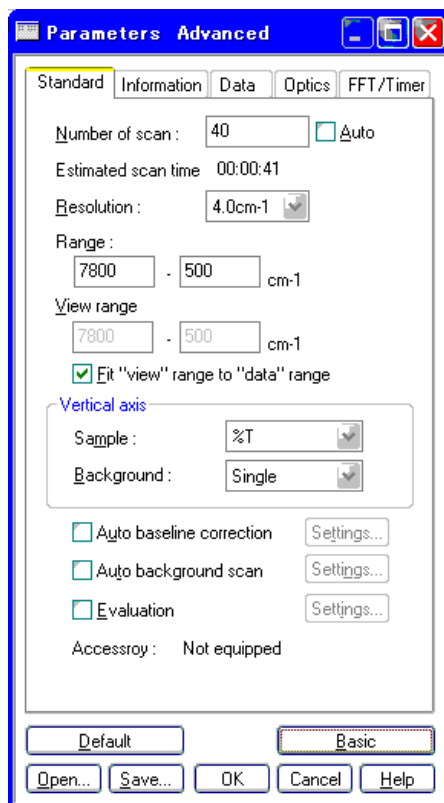 Parameters Advanced
Standard Information Data Optics FFT/Timer
Number of scan : 40 Auto
Estimated scan time 00:00:41
Resolution : 4.0cm-1
Range :
7800 - 500 cm-1
View range
7800 - 500 cm-1
Fit "view" range to "data" range
Vertical axis
Sample : %T
Background : Single
Auto baseline correction Settings...
Auto background scan Settings...
Evaluation Settings...
Accessroy : Not equipped
Default Basic
Open... Save... OK Cancel Help